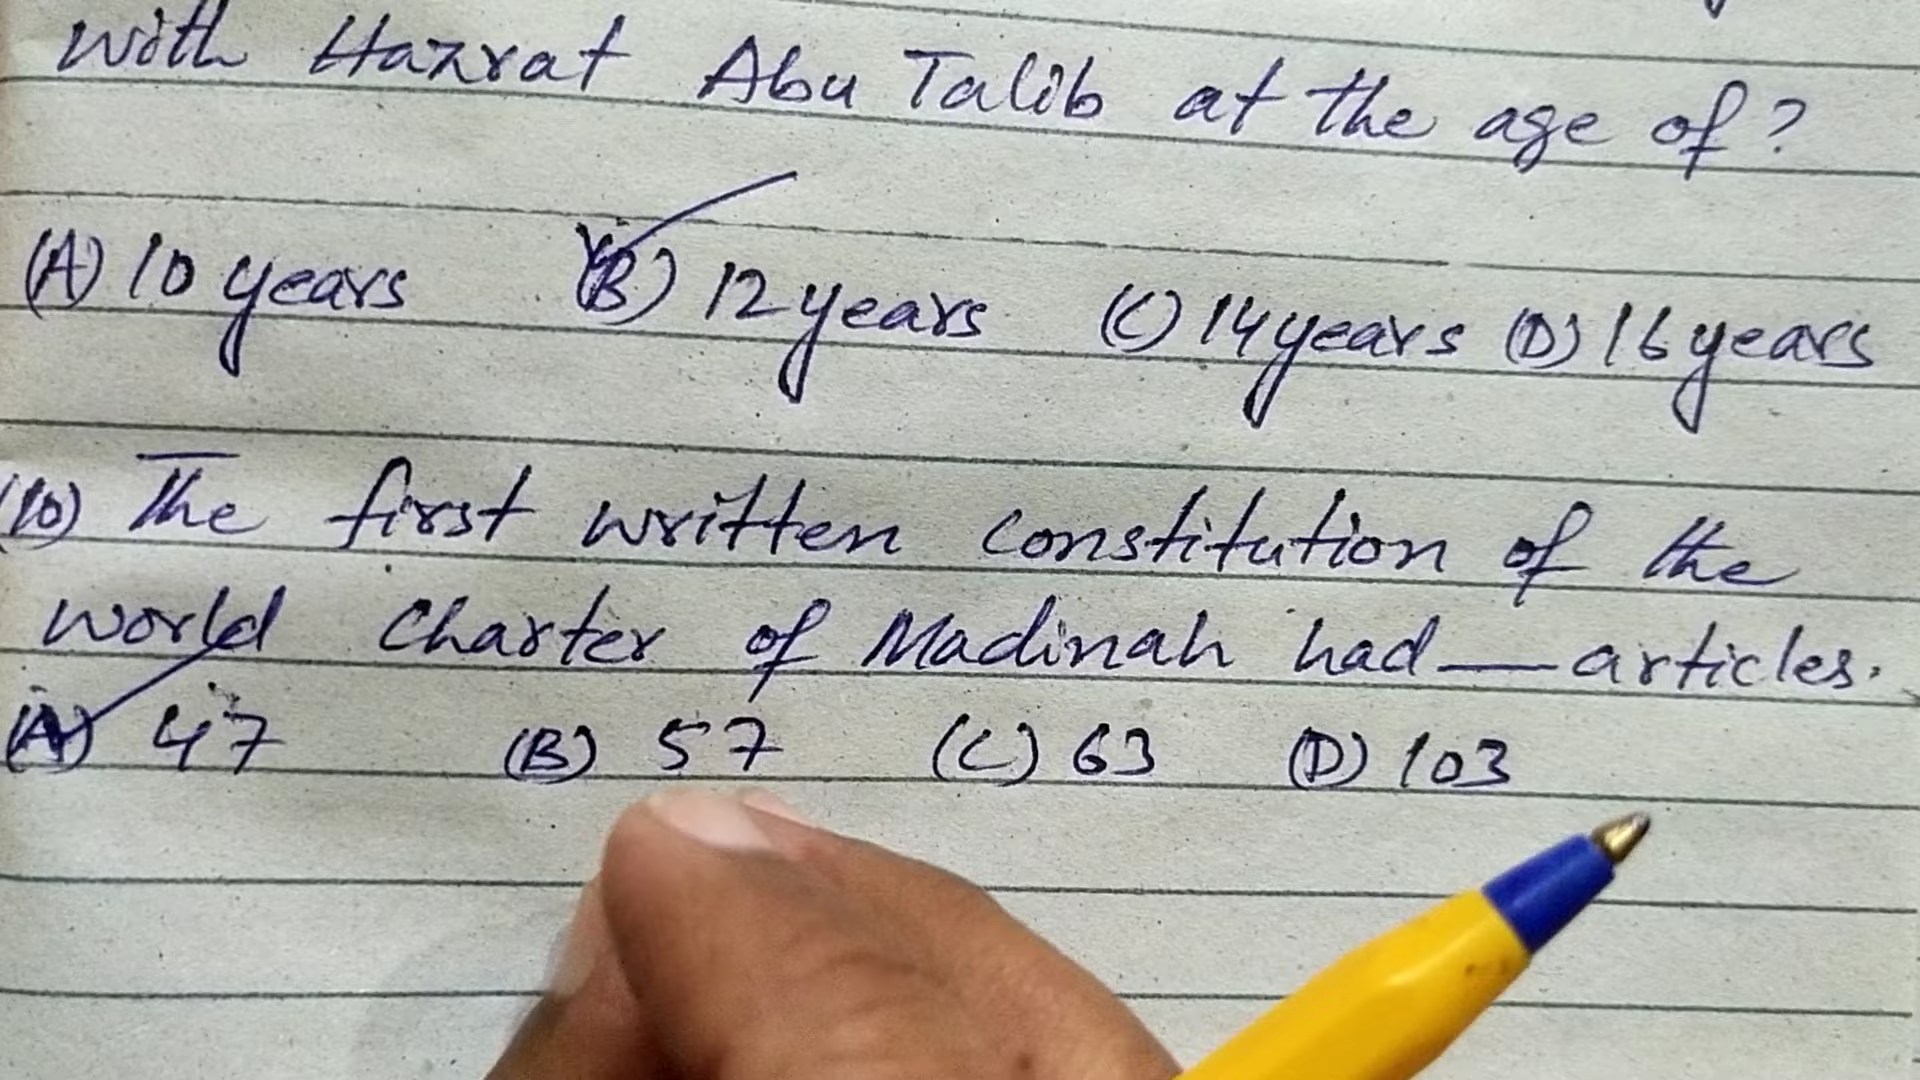 with Hazrat Abu Talib at the age of?
(A) 10 years (B) 12 years (C) 14 years (D) 16 years
(10) The first written constitution of the
world Charter of Madinah had — articles.
(A) 47 (B) 57 (C) 63 (D) 103